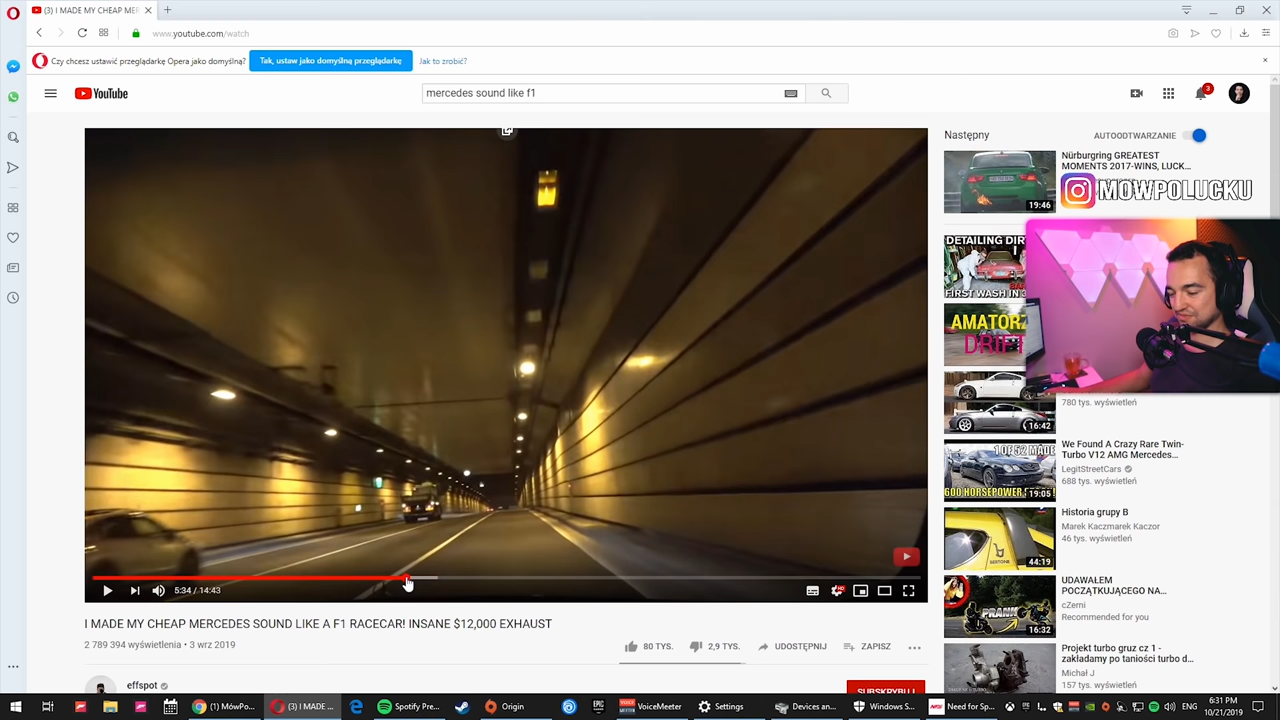 (3) I MADE MY CHEAP MER
www.youtube.com/watch
Czy chcesz ustawić przeglądarkę Opera jako domyślną?
Tak, ustaw jako domyślną przeglądarkę
Jak to zrobić?
YouTube
mercedes sound like f1
3
Następny
AUTOODTWARZANIE
Nürburgring GREATEST
MOMENTS 2017-WINS, LUCK...
19:46
MOWPOLUCKU
DETAILING DIR
FIRST WASH IN 3
AMATOR
DRIFT
780 tys. wyświetleń
16:42
We Found A Crazy Rare Twin-
Turbo V12 AMG Mercedes...
LegitStreetCars
688 tys. wyświetleń
1 OF 52 MADE
600 HORSEPOWER
19:05
Historia grupy B
Marek Kaczmarek Kaczor
46 tys. wyświetleń
44:19
UDAWAŁEM
POCZĄTKUJĄCEGO NA...
cZerni
Recommended for you
PRANK
16:32
Projekt turbo gruz cz 1 -
zakładamy po taniości turbo d...
Michał J
157 tys. wyświetleń
5:34 / 14:43
HD
I MADE MY CHEAP MERCEDES SOUND LIKE A F1 RACECAR! INSANE $12,000 EXHAUST
2 789 394 wyświetlenia • 3 wrz 2019
80 TYS.
2,9 TYS.
UDOSTĘPNIJ
ZAPISZ
effspot
SUBSKRYBUJ
(1) MowP...
(3) I MADE ...
Spotify Pre...
Origin
EPIC
VoiceMeeter
Settings
Devices an...
Windows S...
Need for Sp...
6:31 PM
10/21/2019